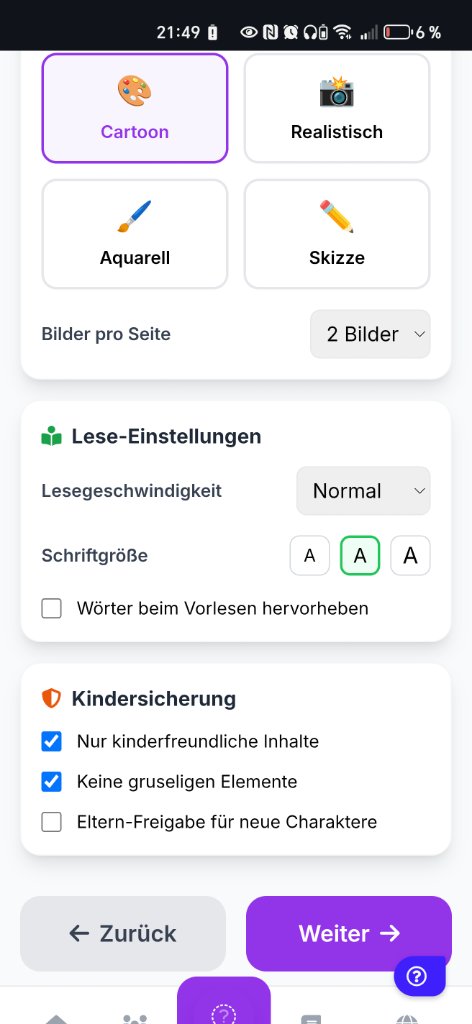 21:49 6 %
Cartoon
Realistisch
Aquarell
Skizze
Bilder pro Seite
2 Bilder
Lese-Einstellungen
Lesegeschwindigkeit
Normal
Schriftgröße
A A A
Wörter beim Vorlesen hervorheben
Kindersicherung
Nur kinderfreundliche Inhalte
Keine gruseligen Elemente
Eltern-Freigabe für neue Charaktere
← Zurück
Weiter →
?
?